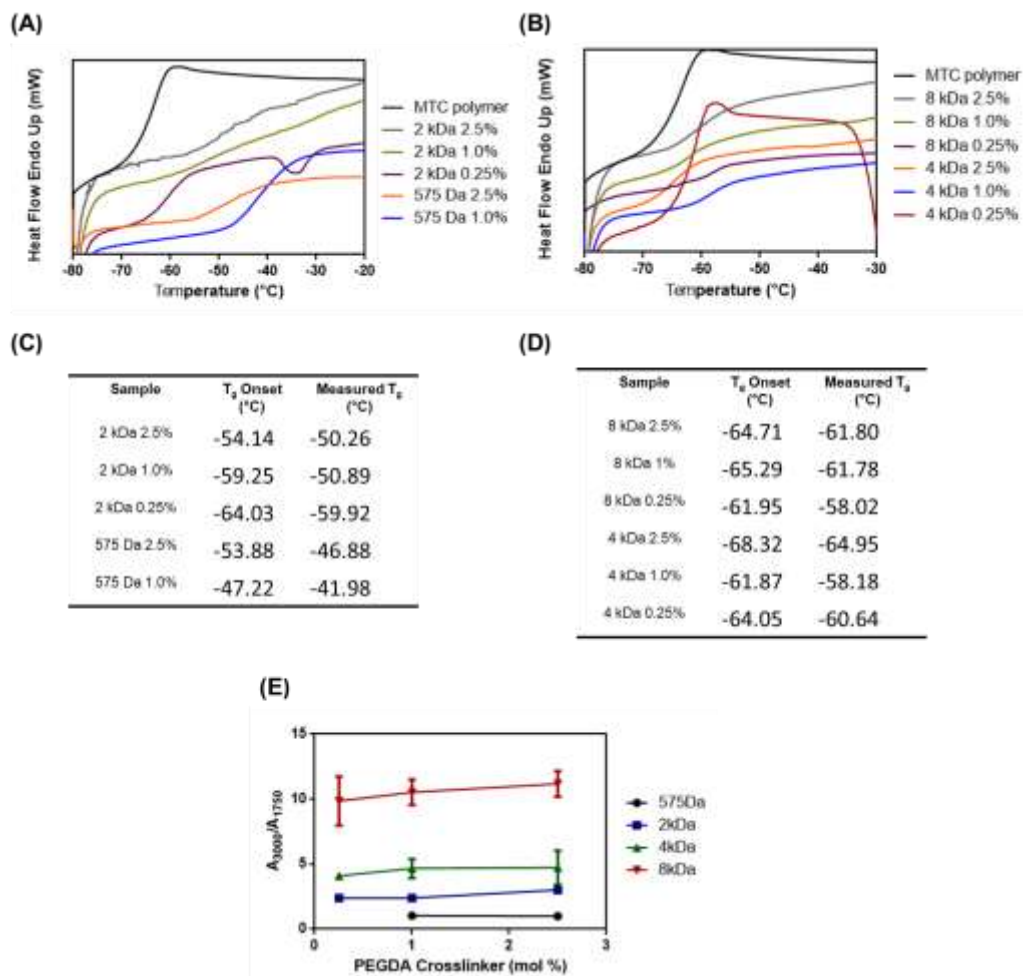 (A)
(B)
Heat Flow Endo Up (mW)
-80 -70 -60 -50 -40 -30 -20
Temperature (°C)
MTC polymer
2 kDa 2.5%
2 kDa 1.0%
2 kDa 0.25%
575 Da 2.5%
575 Da 1.0%
Heat Flow Endo Up (mW)
-80 -70 -60 -50 -40 -30
Temperature (°C)
MTC polymer
8 kDa 2.5%
8 kDa 1.0%
8 kDa 0.25%
4 kDa 2.5%
4 kDa 1.0%
4 kDa 0.25%
(C)
(D)
Sample Tg Onset (°C) Measured Tg (°C)
2 kDa 2.5% -54.14 -50.26
2 kDa 1.0% -59.25 -50.89
2 kDa 0.25% -64.03 -59.92
575 Da 2.5% -53.88 -46.88
575 Da 1.0% -47.22 -41.98
Sample Tg Onset (°C) Measured Tg (°C)
8 kDa 2.5% -64.71 -61.80
8 kDa 1% -65.29 -61.78
8 kDa 0.25% -61.95 -58.02
4 kDa 2.5% -68.32 -64.95
4 kDa 1.0% -61.87 -58.18
4 kDa 0.25% -64.05 -60.64
(E)
A3000/A1750
15
10
5
0
0 1 2 3
PEGDA Crosslinker (mol %)
575Da
2kDa
4kDa
8kDa